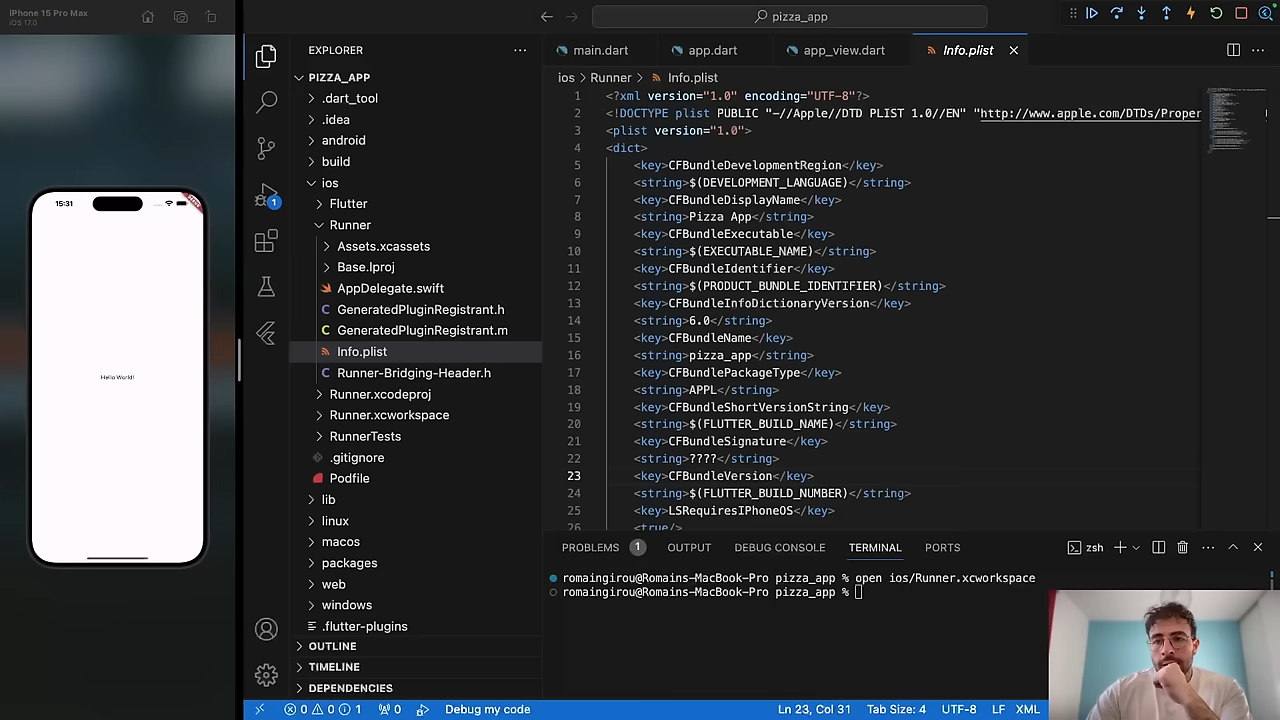 iPhone 15 Pro Max
iOS 17.0
15:31
Hello World!
pizza_app
EXPLORER
PIZZA_APP
.dart_tool
.idea
android
build
ios
Flutter
Runner
Assets.xcassets
Base.lproj
AppDelegate.swift
C GeneratedPluginRegistrant.h
C GeneratedPluginRegistrant.m
Info.plist
C Runner-Bridging-Header.h
Runner.xcodeproj
Runner.xcworkspace
RunnerTests
.gitignore
Podfile
lib
linux
macos
packages
web
windows
.flutter-plugins
OUTLINE
TIMELINE
DEPENDENCIES
1
main.dart
app.dart
app_view.dart
Info.plist
ios > Runner > Info.plist
1 <?xml version="1.0" encoding="UTF-8"?>
2 <!DOCTYPE plist PUBLIC "-//Apple//DTD PLIST 1.0//EN" "http://www.apple.com/DTDs/Proper
3 <plist version="1.0">
4 <dict>
5 <key>CFBundleDevelopmentRegion</key>
6 <string>$(DEVELOPMENT_LANGUAGE)</string>
7 <key>CFBundleDisplayName</key>
8 <string>Pizza App</string>
9 <key>CFBundleExecutable</key>
10 <string>$(EXECUTABLE_NAME)</string>
11 <key>CFBundleIdentifier</key>
12 <string>$(PRODUCT_BUNDLE_IDENTIFIER)</string>
13 <key>CFBundleInfoDictionaryVersion</key>
14 <string>6.0</string>
15 <key>CFBundleName</key>
16 <string>pizza_app</string>
17 <key>CFBundlePackageType</key>
18 <string>APPL</string>
19 <key>CFBundleShortVersionString</key>
20 <string>$(FLUTTER_BUILD_NAME)</string>
21 <key>CFBundleSignature</key>
22 <string>????</string>
23 <key>CFBundleVersion</key>
24 <string>$(FLUTTER_BUILD_NUMBER)</string>
25 <key>LSRequiresIPhoneOS</key>
26 <true/>
PROBLEMS 1 OUTPUT DEBUG CONSOLE TERMINAL PORTS
zsh
romaingirou@Romains-MacBook-Pro pizza_app % open ios/Runner.xcworkspace
romaingirou@Romains-MacBook-Pro pizza_app %
0 0 1 0 Debug my code
Ln 23, Col 31 Tab Size: 4 UTF-8 LF XML